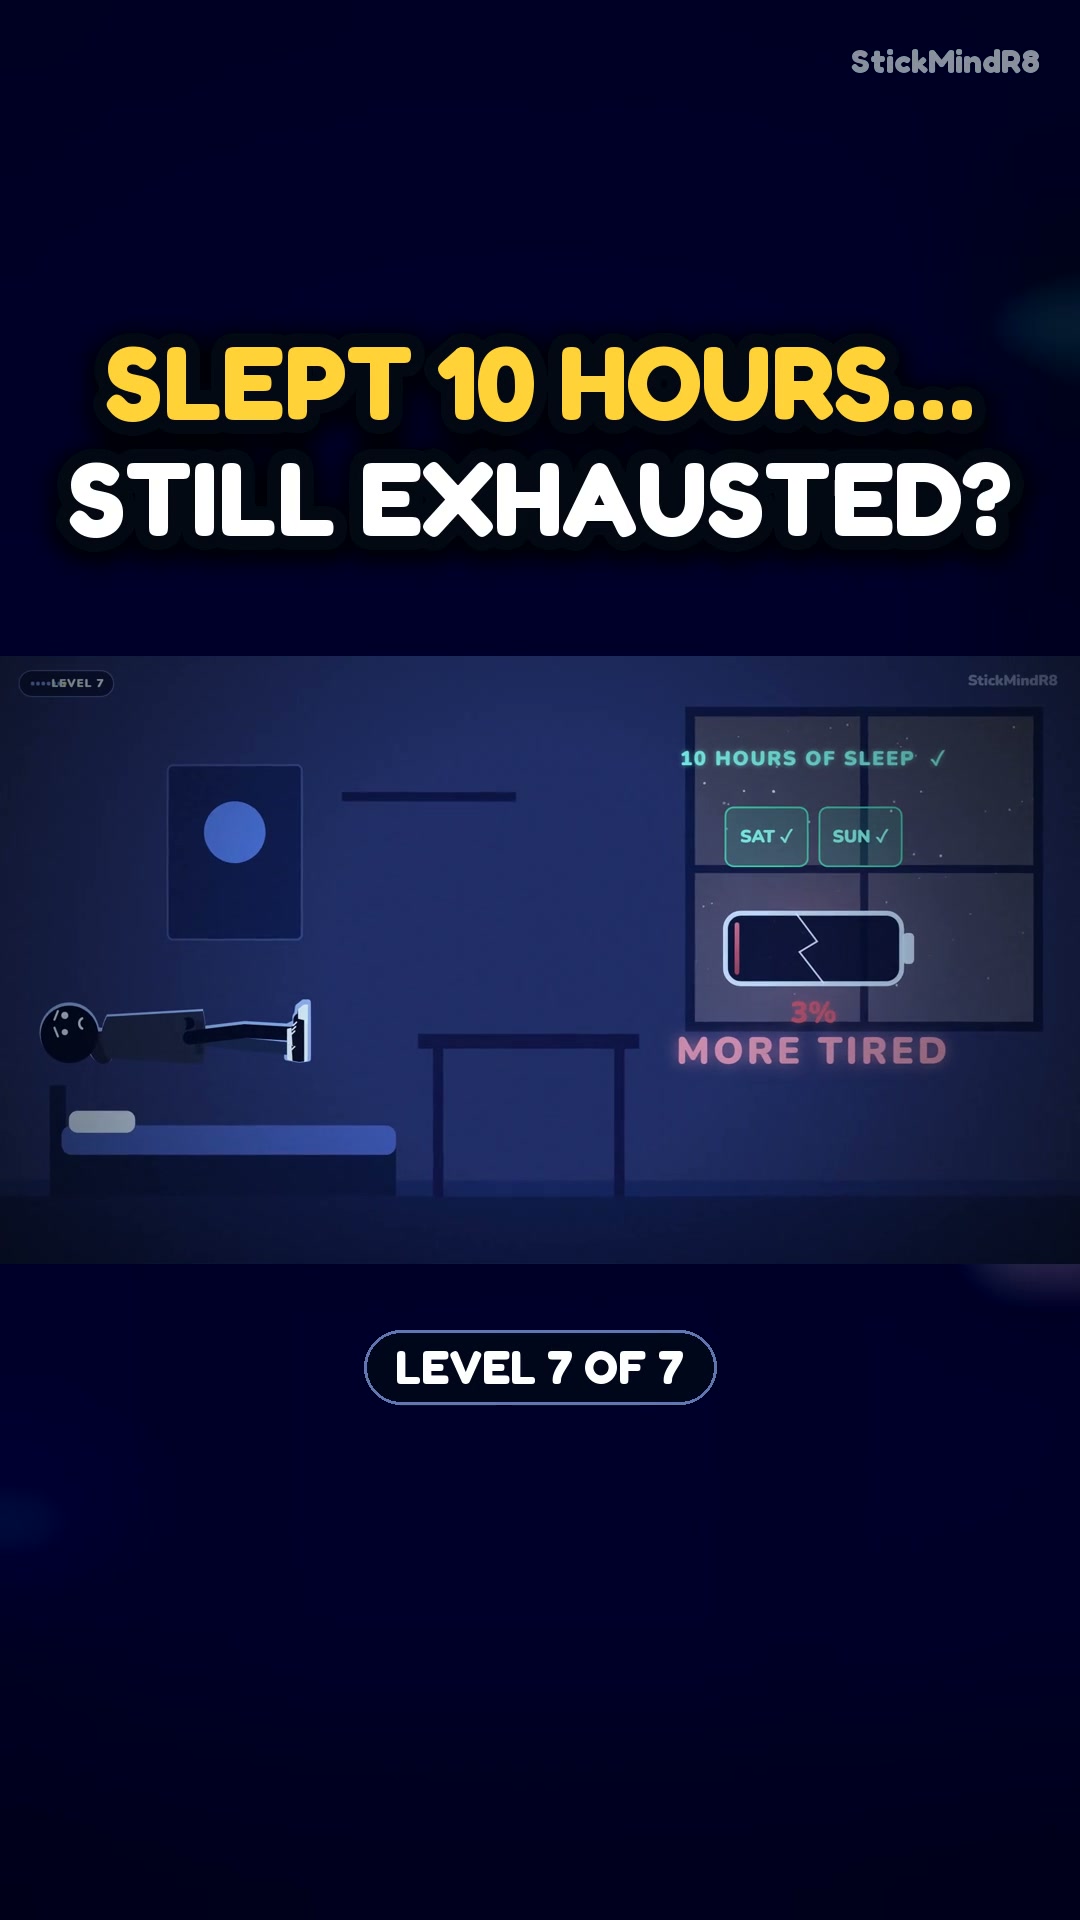 StickMindR8
SLEPT 10 HOURS...
STILL EXHAUSTED?
LEVEL 7
StickMindR8
10 HOURS OF SLEEP ✓
SAT ✓
SUN ✓
3%
MORE TIRED
LEVEL 7 OF 7